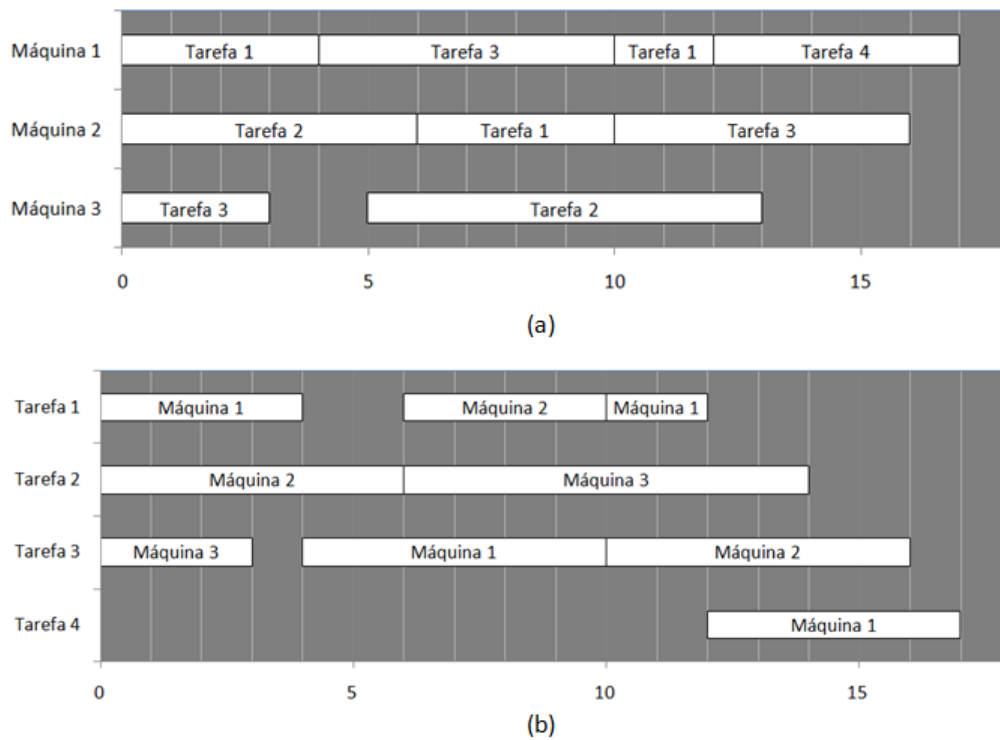 Máquina 1 Tarefa 1 Tarefa 3 Tarefa 1 Tarefa 4
Máquina 2 Tarefa 2 Tarefa 1 Tarefa 3
Máquina 3 Tarefa 3 Tarefa 2
0 5 10 15
(a)
Tarefa 1 Máquina 1 Máquina 2 Máquina 1
Tarefa 2 Máquina 2 Máquina 3
Tarefa 3 Máquina 3 Máquina 1 Máquina 2
Tarefa 4 Máquina 1
0 5 10 15
(b)